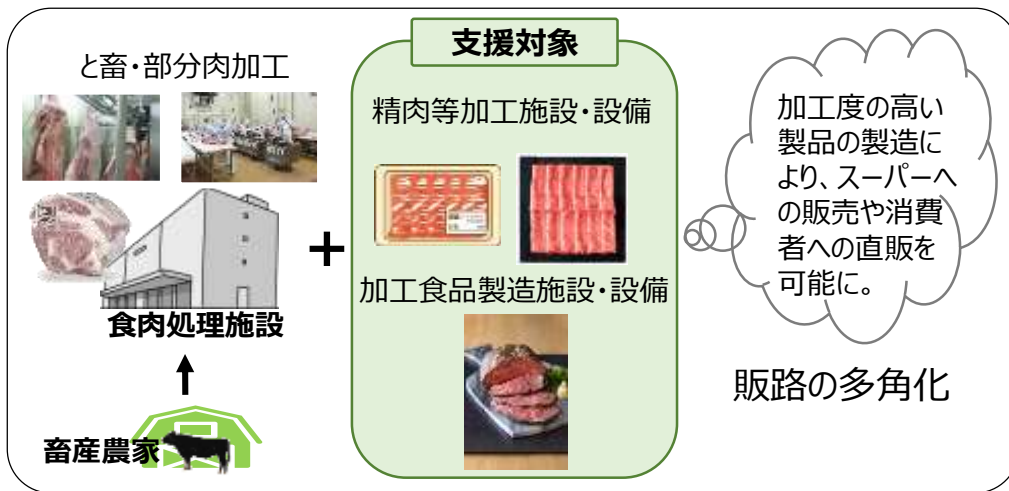 支援対象
と畜・部分肉加工
食肉処理施設
畜産農家
+
精肉等加工施設・設備
加工食品製造施設・設備
加工度の高い
製品の製造に
より、スーパーへ
の販売や消費
者への直販を
可能に。
販路の多角化